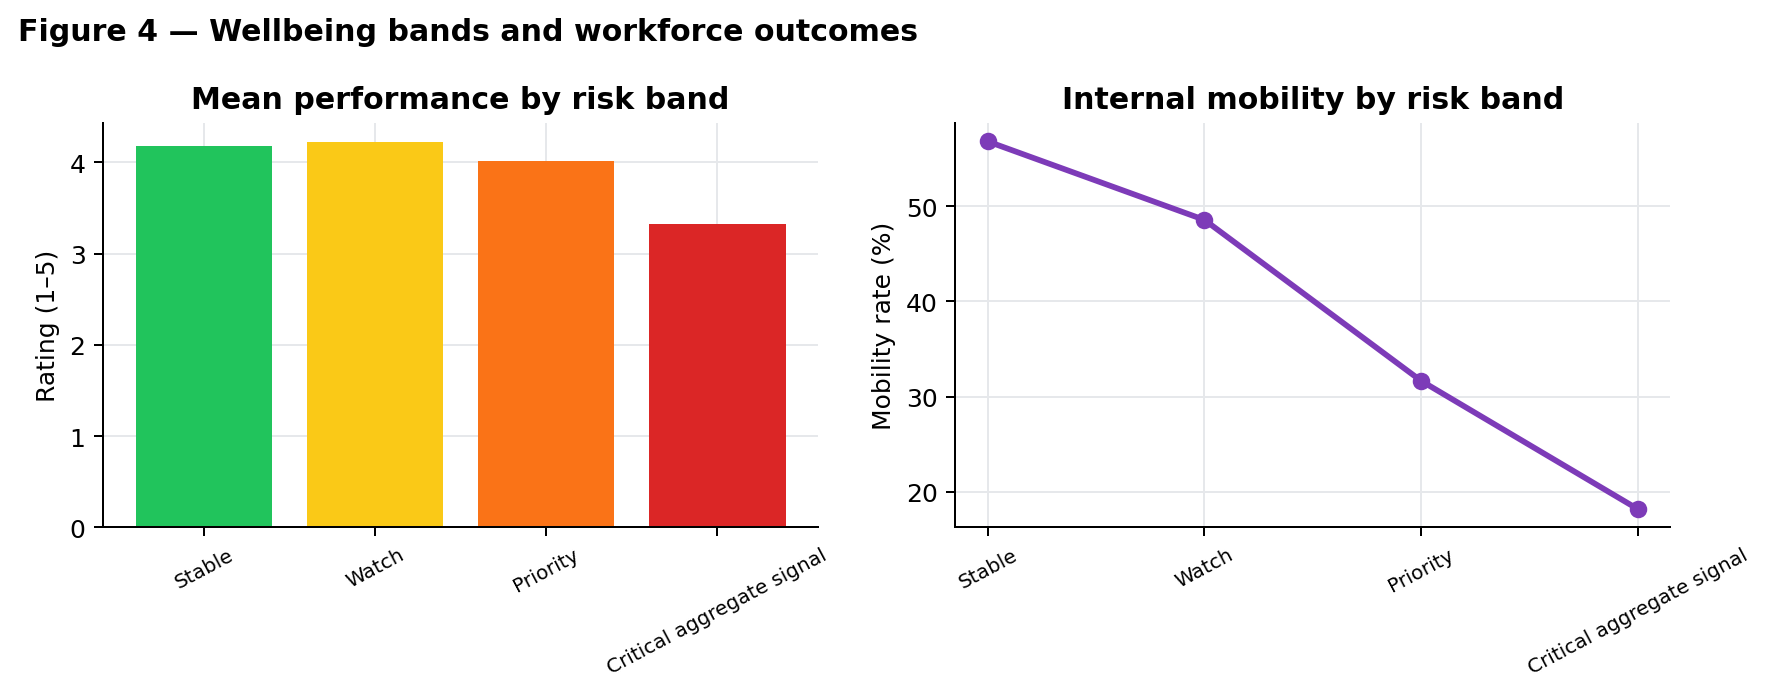 Figure 4 — Wellbeing bands and workforce outcomes
Mean performance by risk band
Rating (1–5)
4
3
2
1
0
Stable
Watch
Priority
Critical aggregate signal
Internal mobility by risk band
Mobility rate (%)
50
40
30
20
Stable
Watch
Priority
Critical aggregate signal